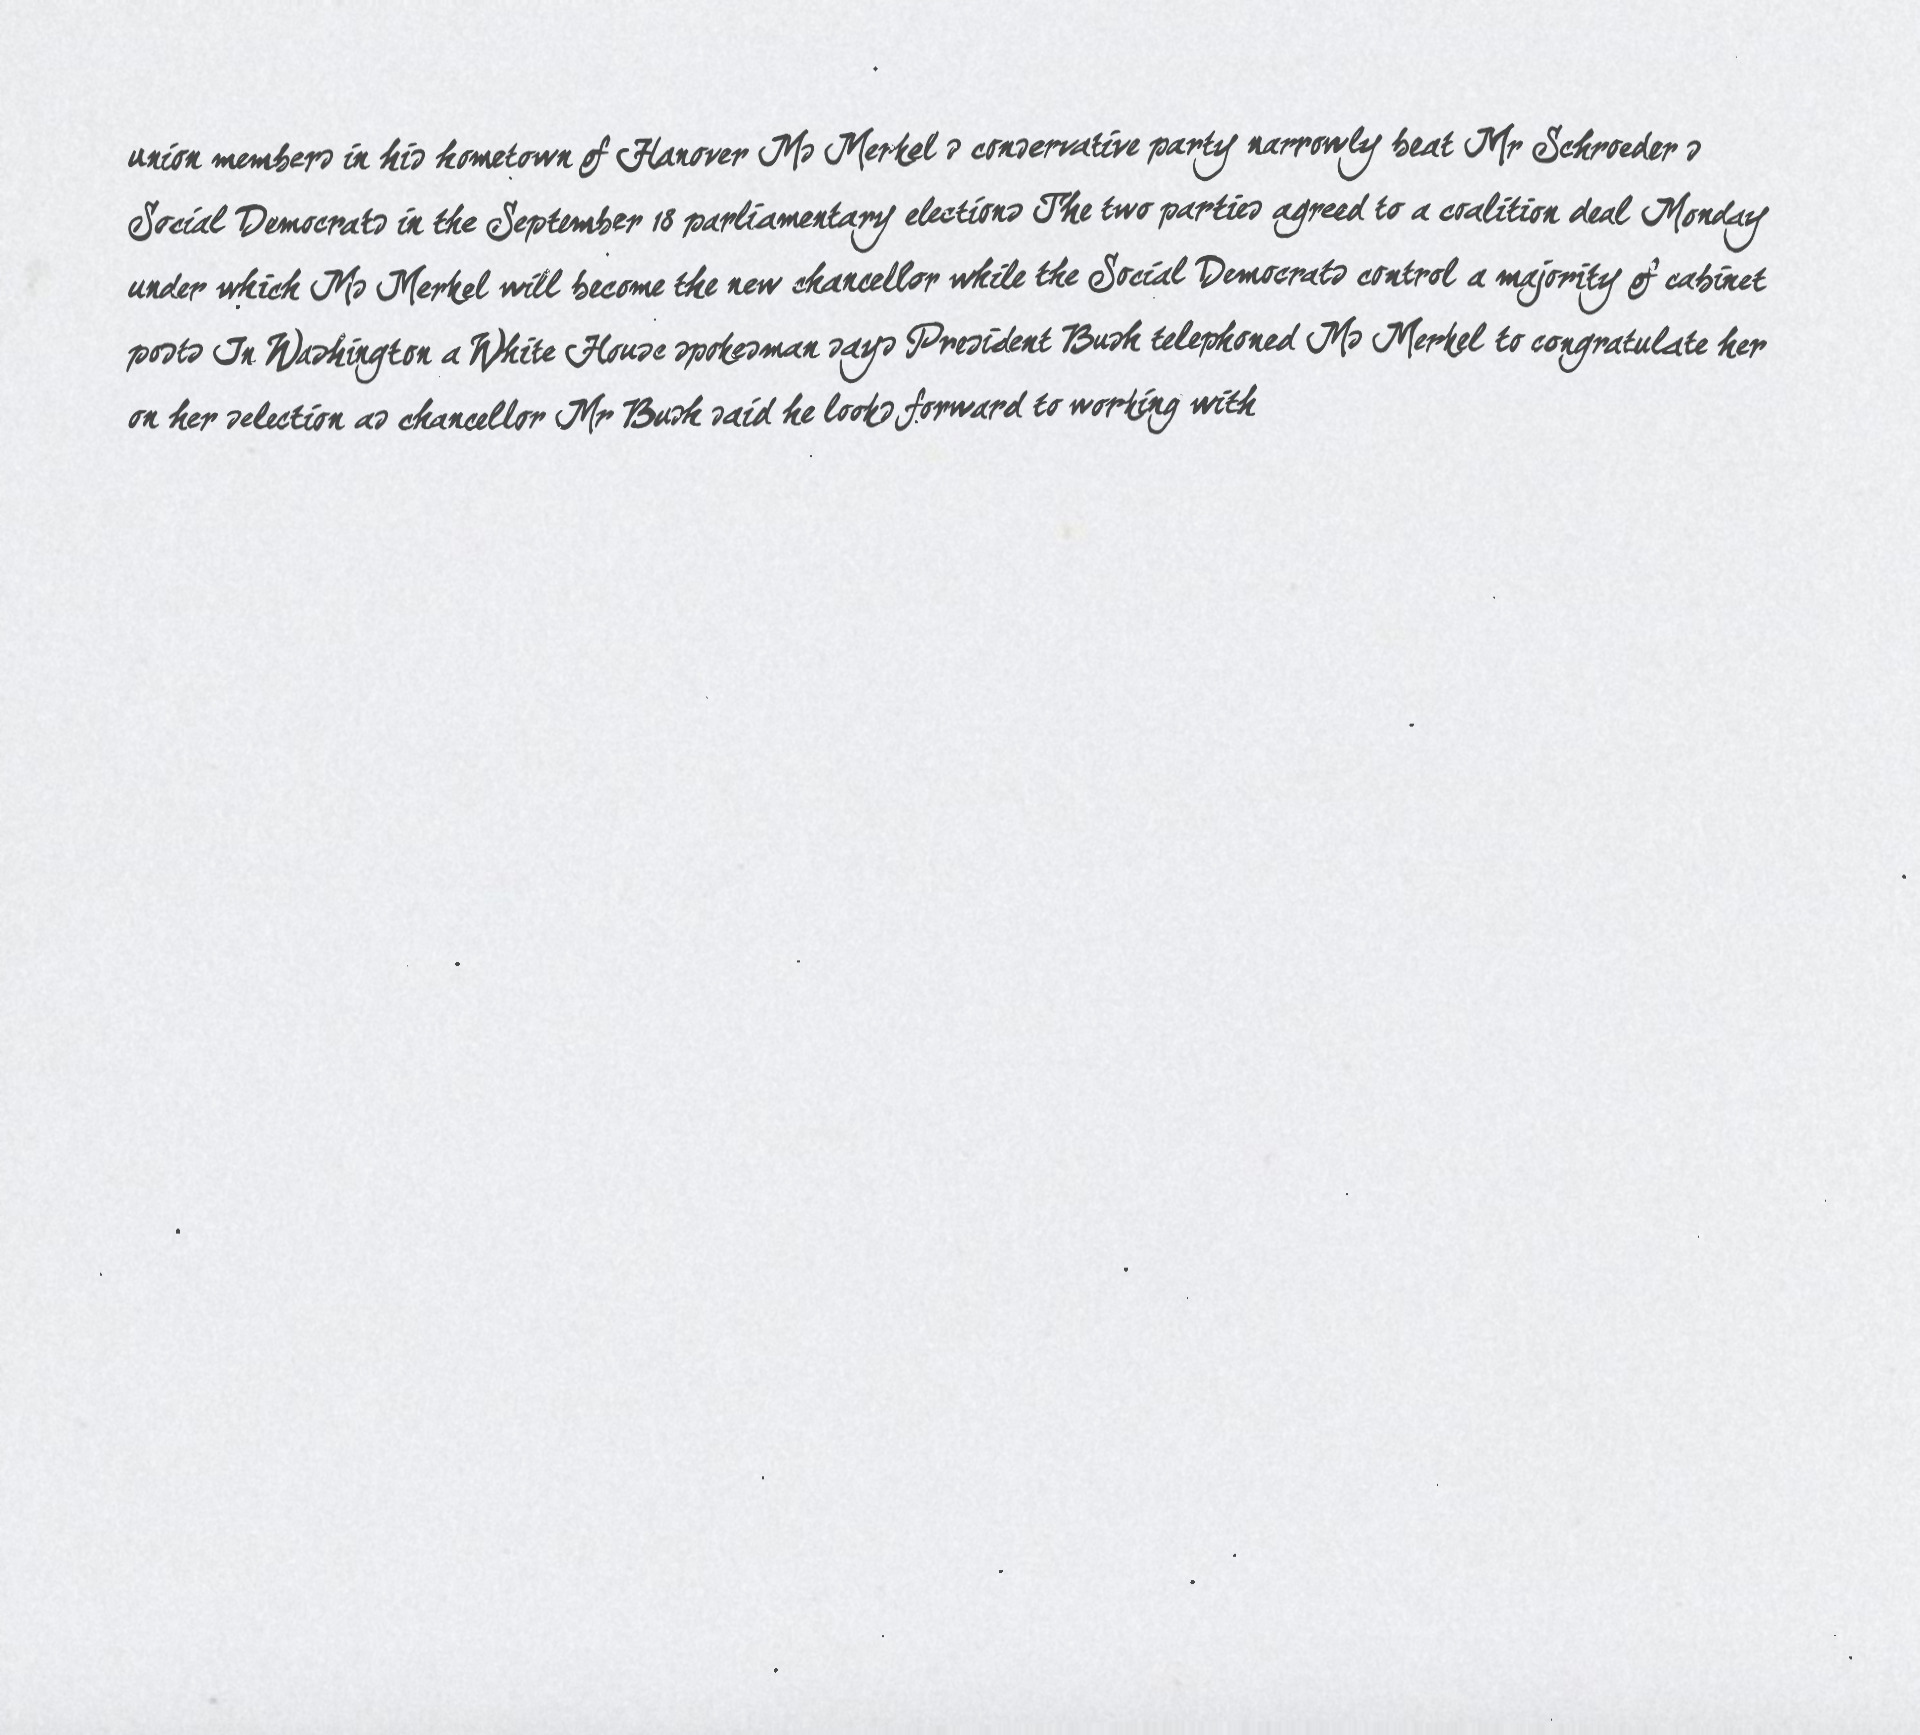 union members in his hometown of Hanover Ms Merkel s conservative party narrowly beat Mr Schroeder s
Social Democrats in the September 18 parliamentary elections The two parties agreed to a coalition deal Monday
under which Ms Merkel will become the new chancellor while the Social Democrats control a majority of cabinet
posts In Washington a White House spokesman says President Bush telephoned Ms Merkel to congratulate her
on her selection as chancellor Mr Bush said he looks forward to working with